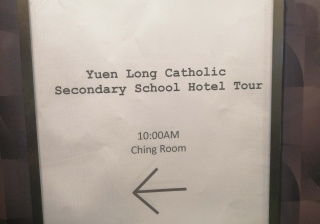 Yuen Long Catholic
Secondary School Hotel Tour
10:00AM
Ching Room